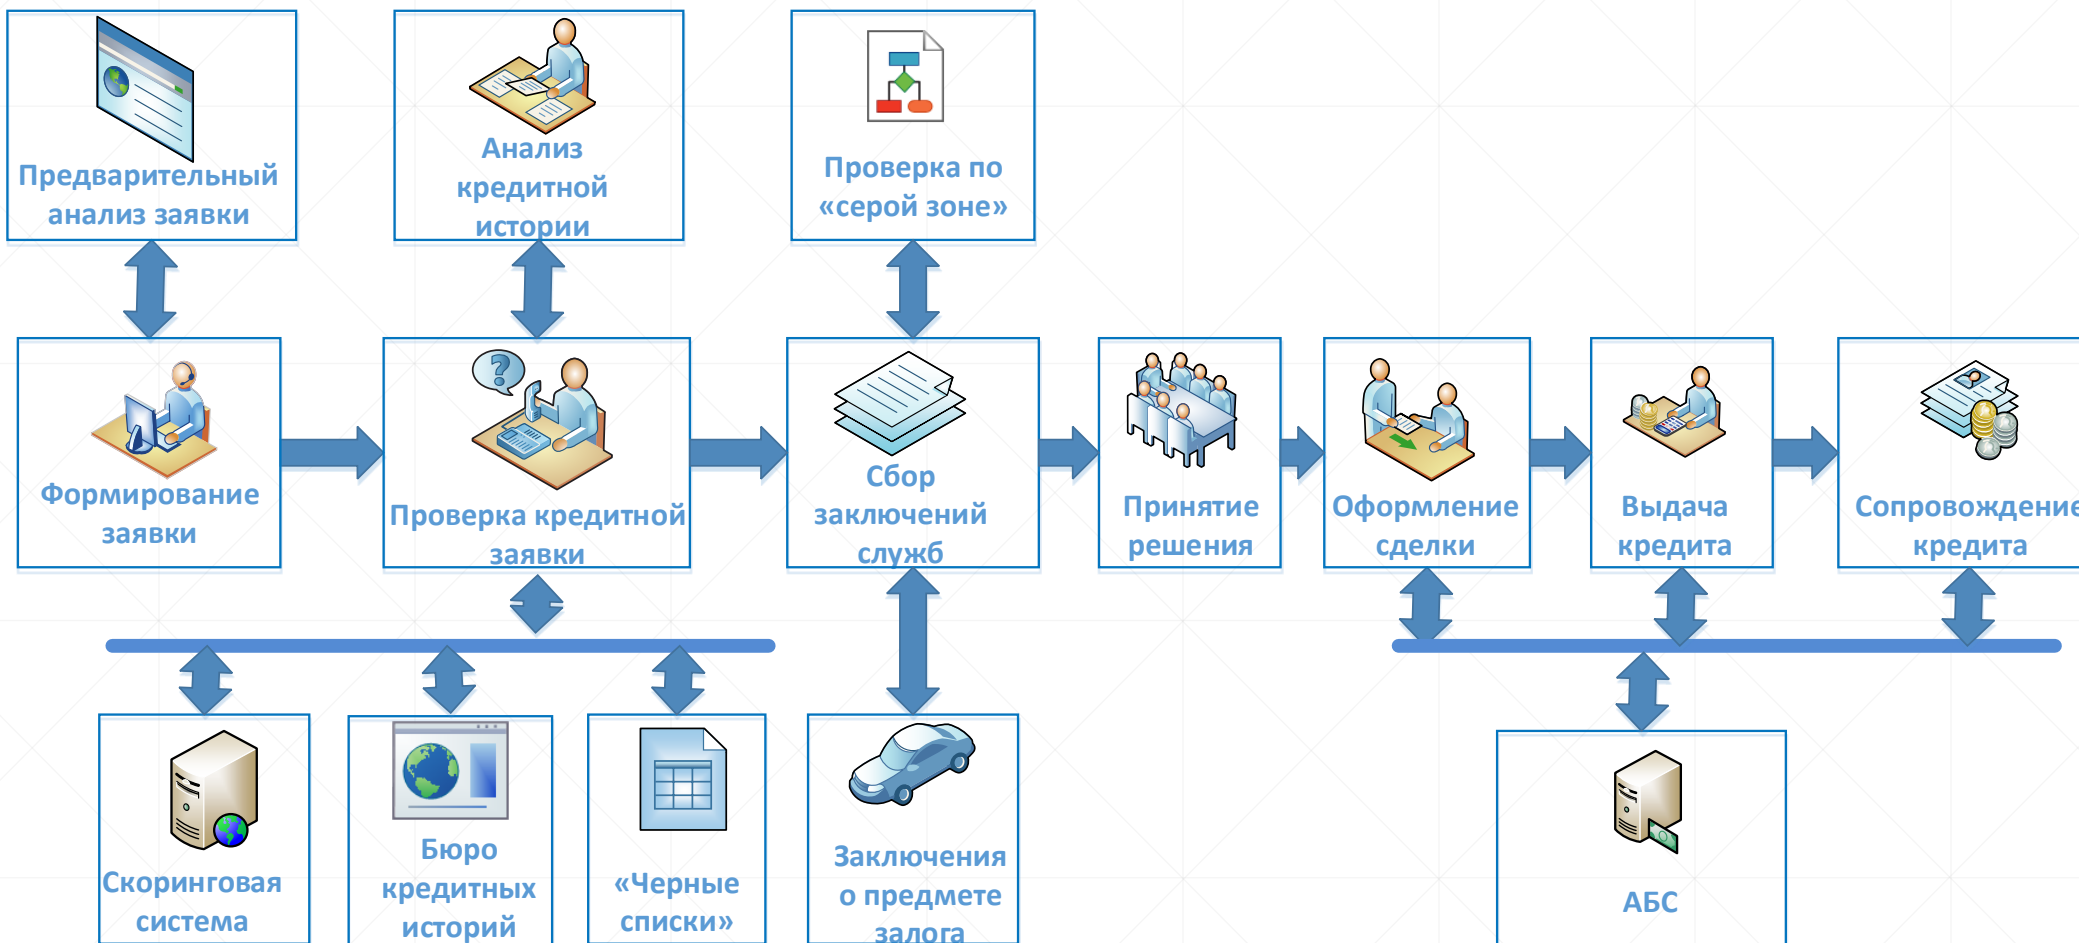 Предварительный
анализ заявки
Анализ
кредитной
истории
Проверка по
«серой зоне»
Формирование
заявки
Проверка кредитной
заявки
Сбор
заключений
служб
Принятие
решения
Оформление
сделки
Выдача
кредита
Сопровождение
кредита
Скоринговая
система
Бюро
кредитных
историй
«Черные
списки»
Заключения
о предмете
залога
АБС